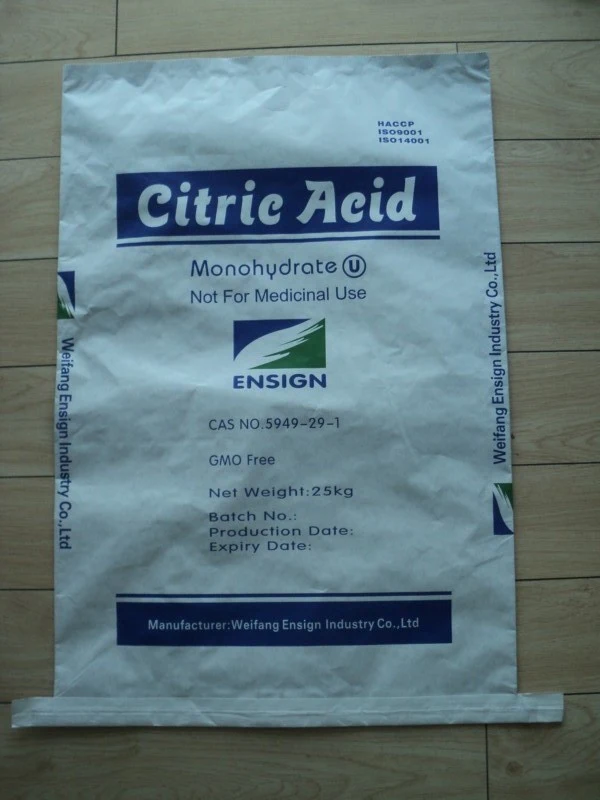 HACCP
ISO9001
ISO14001
Citric Acid
Monohydrate U
Not For Medicinal Use
ENSIGN
CAS NO.5949-29-1
GMO Free
Net Weight:25kg
Batch No.:
Production Date:
Expiry Date:
Manufacturer:Weifang Ensign Industry Co.,Ltd
Weifang Ensign Industry Co.,Ltd
Weifang Ensign Industry Co.,Ltd